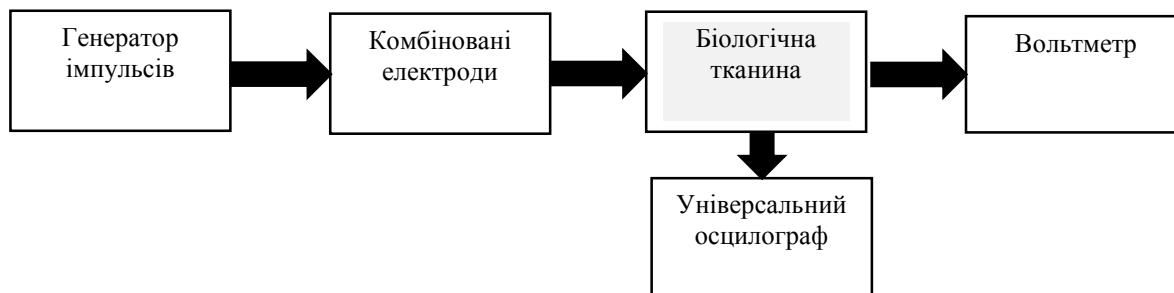 Генератор
імпульсів
Комбіновані
електроди
Біологічна
тканина
Вольтметр
Універсальний
осцилограф